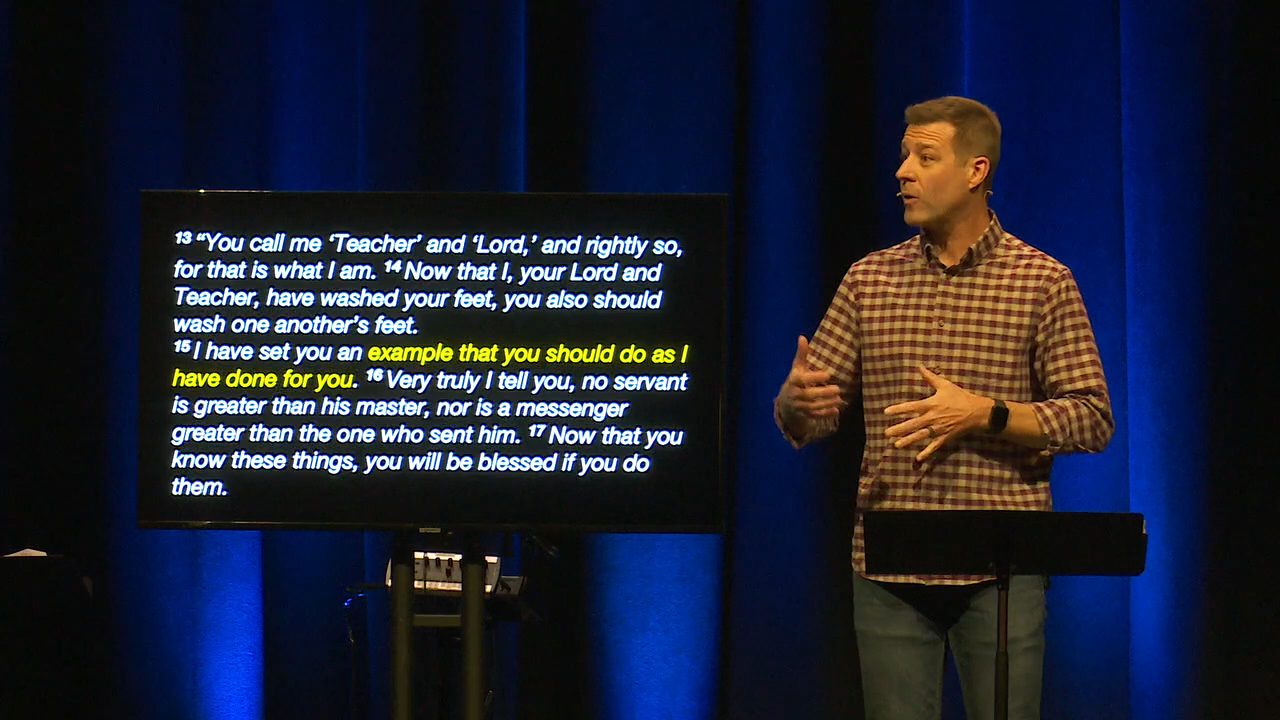 13 “You call me ‘Teacher’ and ‘Lord,’ and rightly so,
for that is what I am. 14 Now that I, your Lord and
Teacher, have washed your feet, you also should
wash one another’s feet.
15 I have set you an example that you should do as I
have done for you. 16 Very truly I tell you, no servant
is greater than his master, nor is a messenger
greater than the one who sent him. 17 Now that you
know these things, you will be blessed if you do
them.